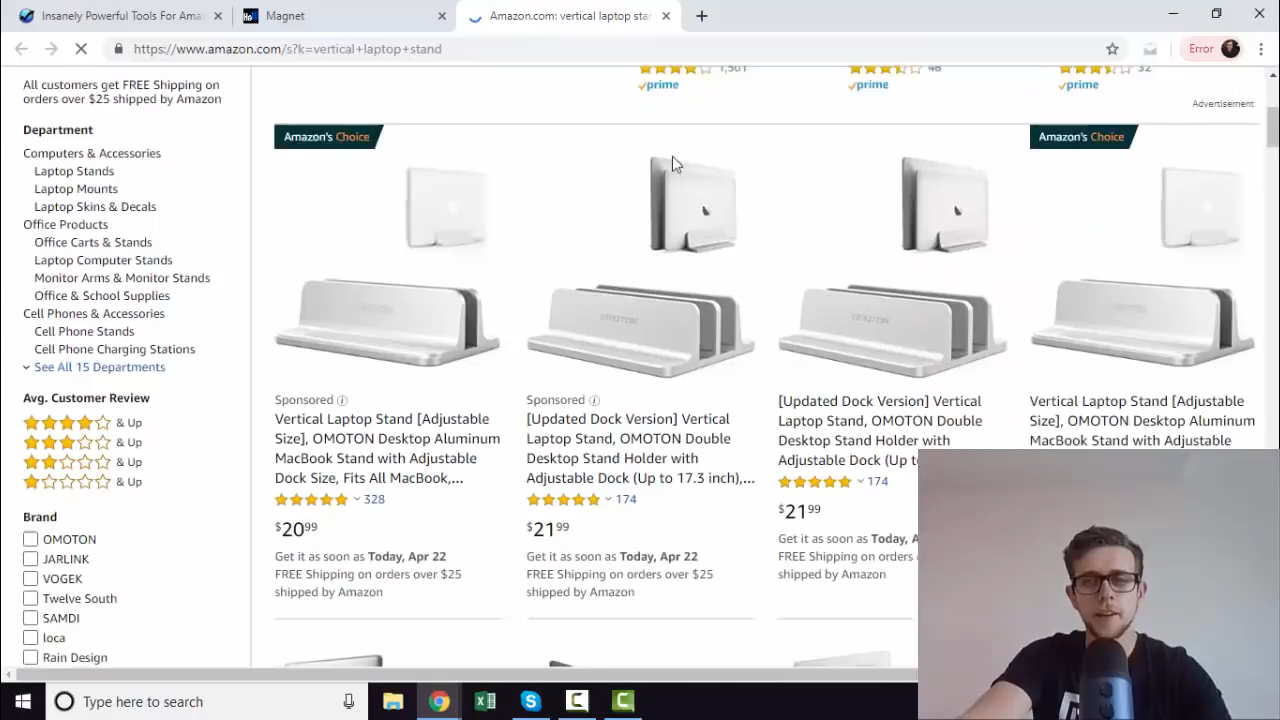 Insanely Powerful Tools For Ama
Magnet
Amazon.com: vertical laptop sta
https://www.amazon.com/s?k=vertical+laptop+stand
Error
All customers get FREE Shipping on
orders over $25 shipped by Amazon
Department
Computers & Accessories
Laptop Stands
Laptop Mounts
Laptop Skins & Decals
Office Products
Office Carts & Stands
Laptop Computer Stands
Monitor Arms & Monitor Stands
Office & School Supplies
Cell Phones & Accessories
Cell Phone Stands
Cell Phone Charging Stations
See All 15 Departments
Avg. Customer Review
& Up
& Up
& Up
& Up
Brand
OMOTON
JARLINK
VOGEK
Twelve South
SAMDI
loca
Rain Design
1,501
46
32
prime
prime
prime
Advertisement
Amazon's Choice
Amazon's Choice
OMOTON
OMOTON
Sponsored
Vertical Laptop Stand [Adjustable
Size], OMOTON Desktop Aluminum
MacBook Stand with Adjustable
Dock Size, Fits All MacBook,...
328
$20 99
Get it as soon as Today, Apr 22
FREE Shipping on orders over $25
shipped by Amazon
Sponsored
[Updated Dock Version] Vertical
Laptop Stand, OMOTON Double
Desktop Stand Holder with
Adjustable Dock (Up to 17.3 inch),...
174
$21 99
Get it as soon as Today, Apr 22
FREE Shipping on orders over $25
shipped by Amazon
[Updated Dock Version] Vertical
Laptop Stand, OMOTON Double
Desktop Stand Holder with
Adjustable Dock (Up to
174
$21 99
Get it as soon as Today, A
FREE Shipping on orders
shipped by Amazon
Vertical Laptop Stand [Adjustable
Size], OMOTON Desktop Aluminum
MacBook Stand with Adjustable
Type here to search